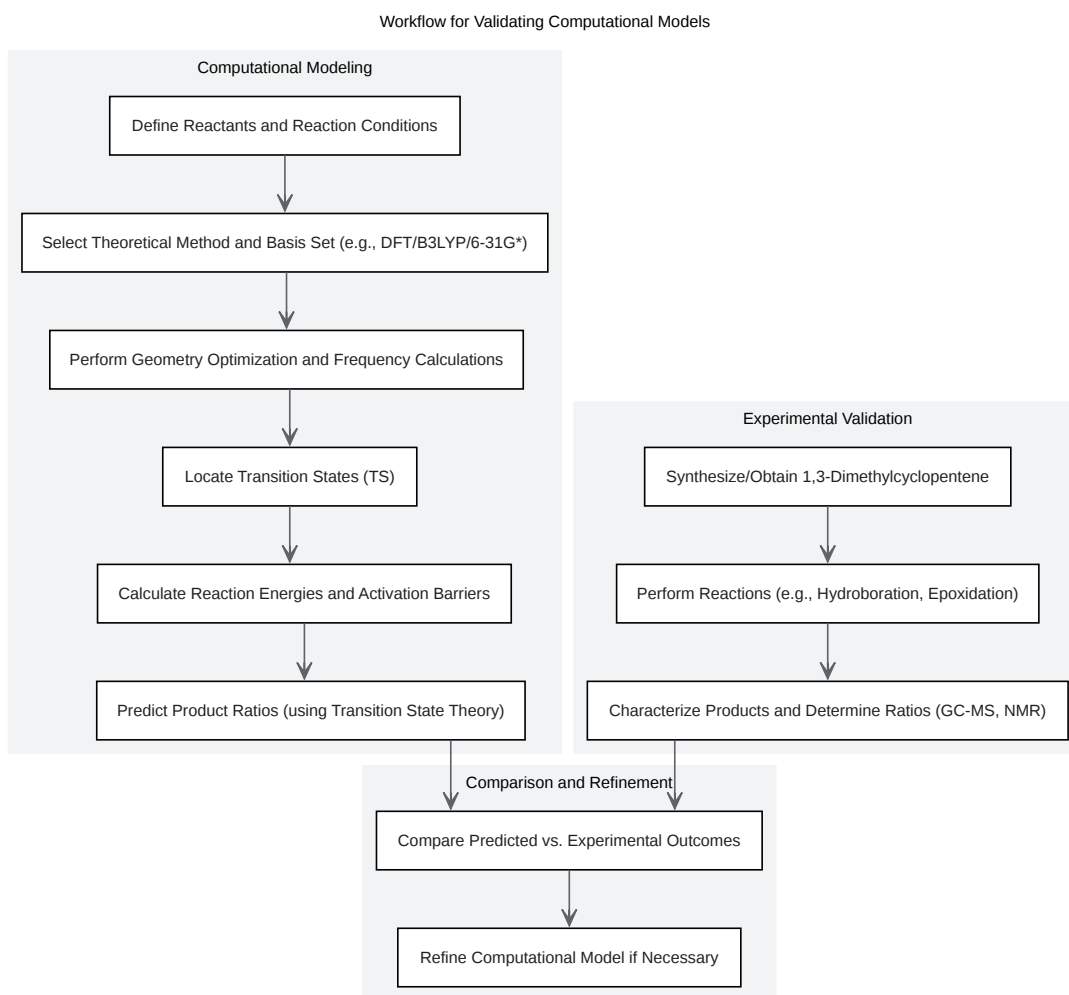 Workflow for Validating Computational Models
Computational Modeling
Define Reactants and Reaction Conditions
Select Theoretical Method and Basis Set (e.g., DFT/B3LYP/6-31G*)
Perform Geometry Optimization and Frequency Calculations
Locate Transition States (TS)
Calculate Reaction Energies and Activation Barriers
Predict Product Ratios (using Transition State Theory)
Experimental Validation
Synthesize/Obtain 1,3-Dimethylcyclopentene
Perform Reactions (e.g., Hydroboration, Epoxidation)
Characterize Products and Determine Ratios (GC-MS, NMR)
Comparison and Refinement
Compare Predicted vs. Experimental Outcomes
Refine Computational Model if Necessary